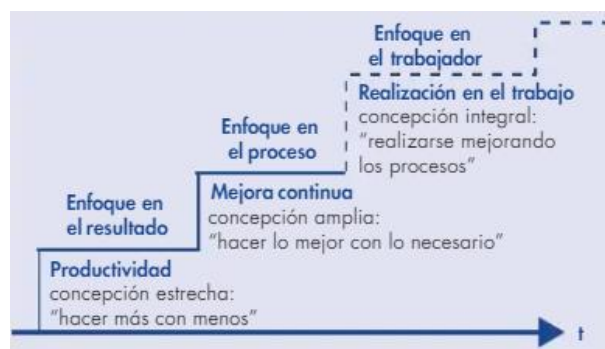 Enfoque en
el trabajador
Realización en el trabajo
concepción integral:
"realizarse mejorando
los procesos"
Enfoque en
el proceso
Mejora continua
concepción amplia:
"hacer lo mejor con lo necesario"
Enfoque en
el resultado
Productividad
concepción estrecha:
"hacer más con menos"
t